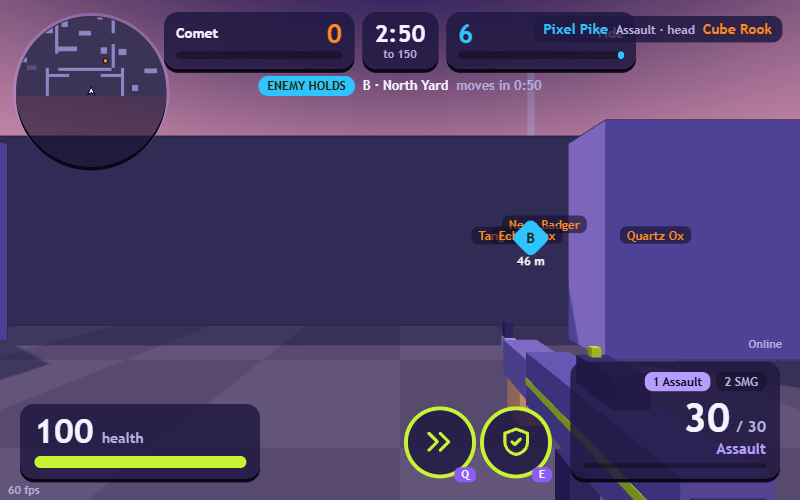 Comet 0
2:50
to 150
6
Pixel Pike Assault · head Cube Rook
ENEMY HOLDS B · North Yard moves in 0:50
Badger
B
Quartz Ox
46 m
Online
1 Assault 2 SMG
30 / 30
Assault
100 health
Q
E
60 fps